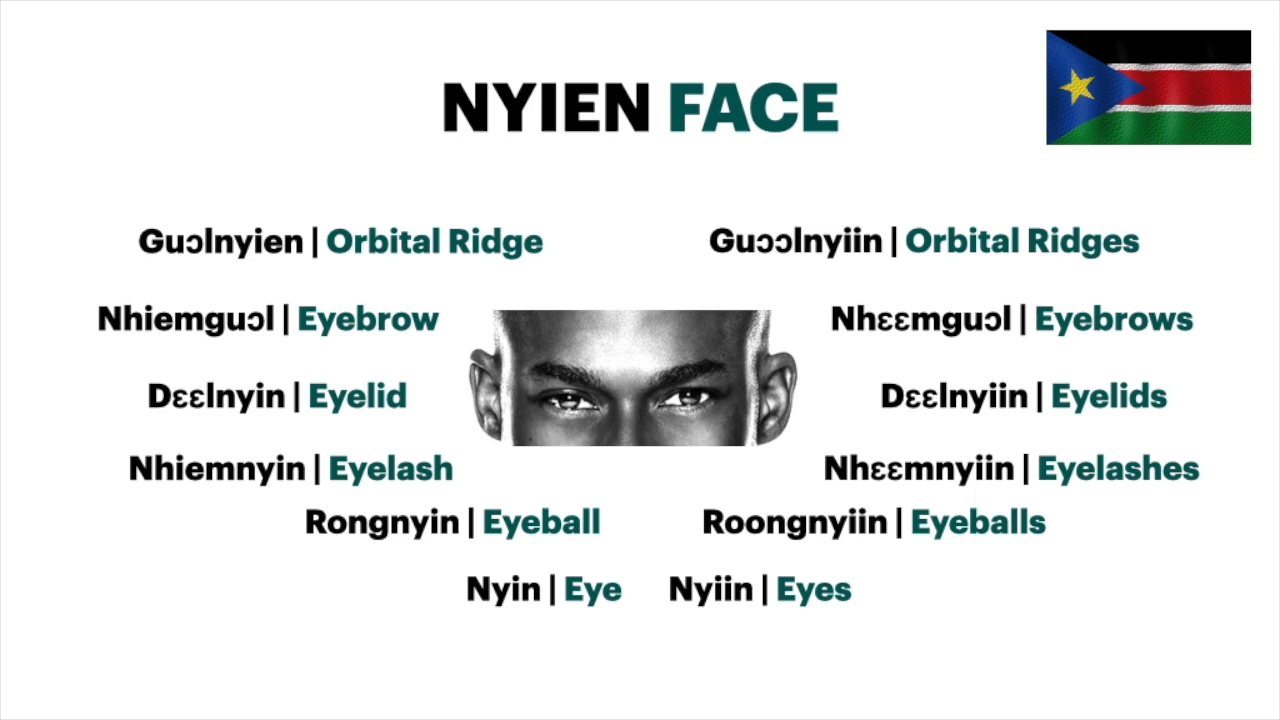 NYIEN FACE
Guɔlnyien | Orbital Ridge
Guɔɔlnyiin | Orbital Ridges
Nhiemguɔl | Eyebrow
Nhɛɛmguɔl | Eyebrows
Dɛɛlnyin | Eyelid
Dɛɛlnyiin | Eyelids
Nhiemnyin | Eyelash
Nhɛɛmnyiin | Eyelashes
Rongnyin | Eyeball
Roongnyiin | Eyeballs
Nyin | Eye
Nyiin | Eyes